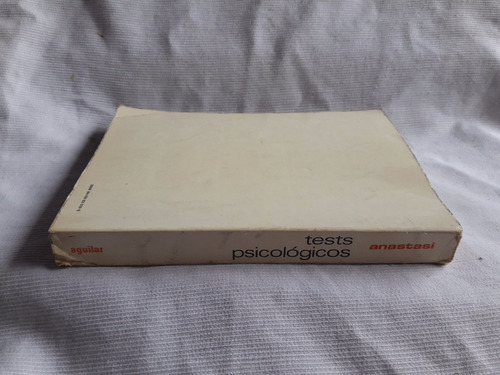 aguilar
tests
psicológicos
anastasi